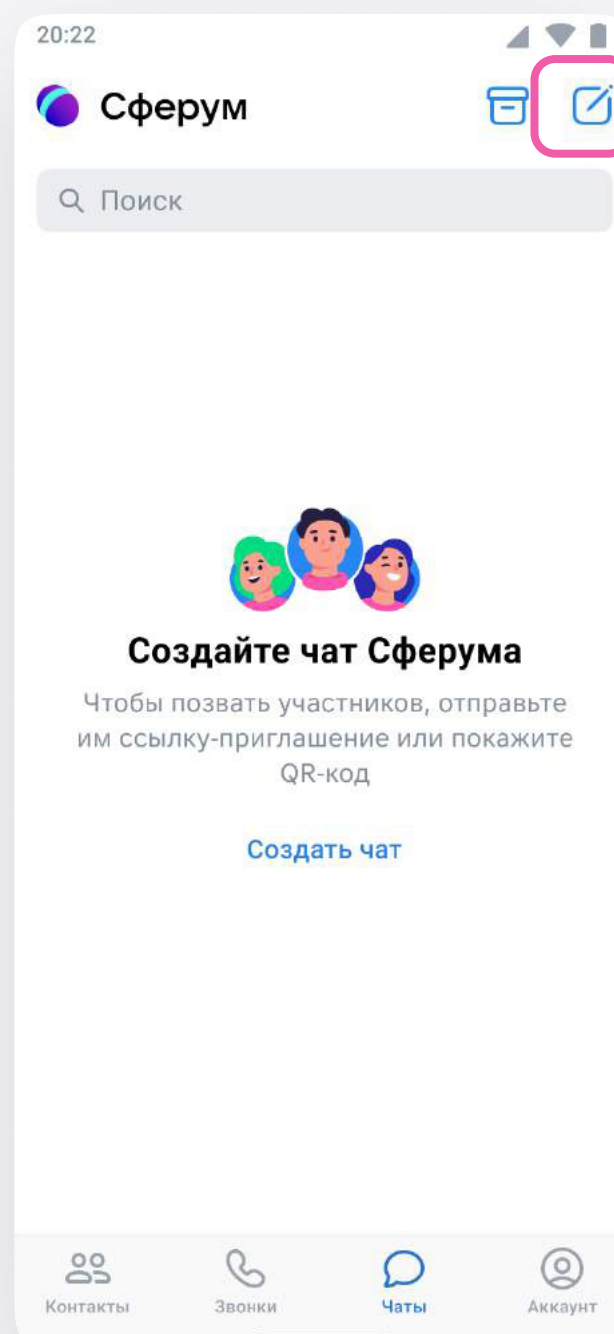 20:22
Сферум
Поиск
Создайте чат Сферума
Чтобы позвать участников, отправьте
им ссылку-приглашение или покажите
QR-код
Создать чат
Контакты Звонки Чаты Аккаунт